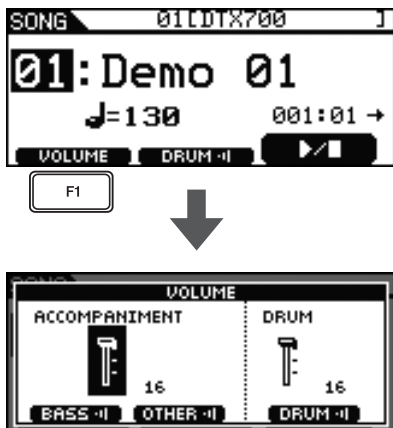 SONG 01[DTX700 ]
01:Demo 01
♩=130 001:01→
VOLUME DRUM
F1
VOLUME
ACCOMPANIMENT DRUM
16 16
BASS OTHER DRUM